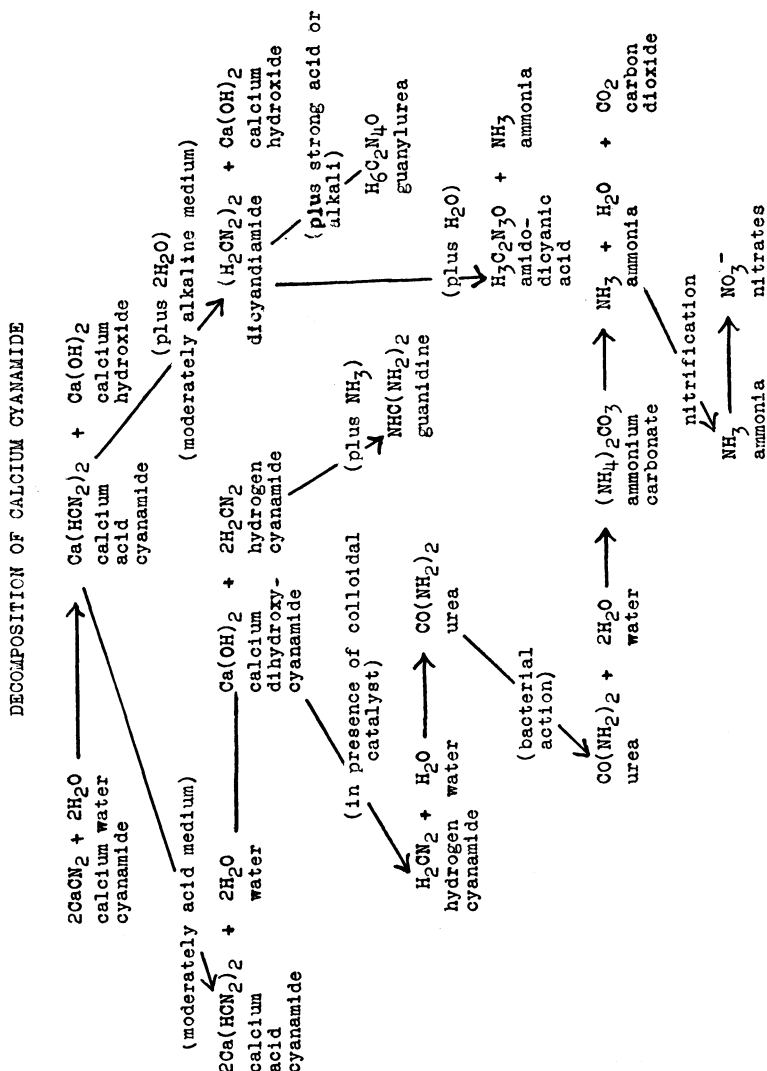 DECOMPOSITION OF CALCIUM CYANAMIDE
2CaCN2 + 2H2O
calcium water
cyanamide
Ca(HCN2)2 + Ca(OH)2
calcium calcium
acid hydroxide
cyanamide
(moderately acid medium)
(plus 2H2O)
(moderately alkaline medium)
2Ca(HCN2)2 + 2H2O
calcium water
acid
cyanamide
Ca(OH)2 + 2H2CN2
calcium hydrogen
dihydroxy- cyanamide
cyanamide
(H2CN2)2 + Ca(OH)2
dicyandiamide calcium
hydroxide
(plus strong acid or
alkali)
H6C2N4O
guanylurea
(in presence of colloidal
catalyst)
(plus NH3)
NHC(NH2)2
guanidine
(plus H2O)
H3C2N3O + NH3
amido- ammonia
dicyanic
acid
H2CN2 + H2O
hydrogen water
cyanamide
CO(NH2)2
urea
(bacterial
action)
CO(NH2)2 + 2H2O
urea water
(NH4)2CO3
ammonium
carbonate
NH3 + H2O + CO2
ammonia carbon
dioxide
nitrification
NH3
ammonia
NO3-
nitrates